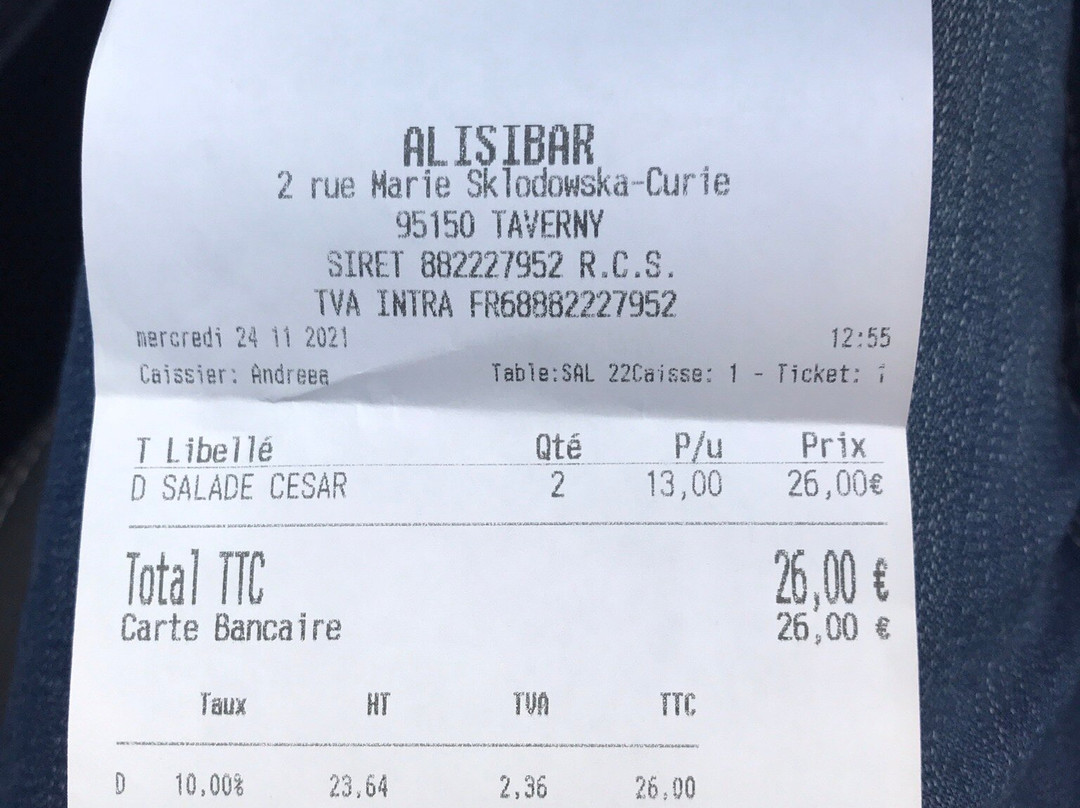 ALISIBAR
2 rue Marie Sklodowska-Curie
95150 TAVERNY
SIRET 882227952 R.C.S.
TVA INTRA FR68882227952
mercredi 24 11 2021 12:55
Caissier: Andreea Table:SAL 22Caisse: 1 - Ticket:
T Libellé Qté P/u Prix
D SALADE CESAR 2 13,00 26,00€
Total TTC 26,00 €
Carte Bancaire 26,00 €
Taux HT TVA TTC
D 10,00% 23,64 2,36 26,00